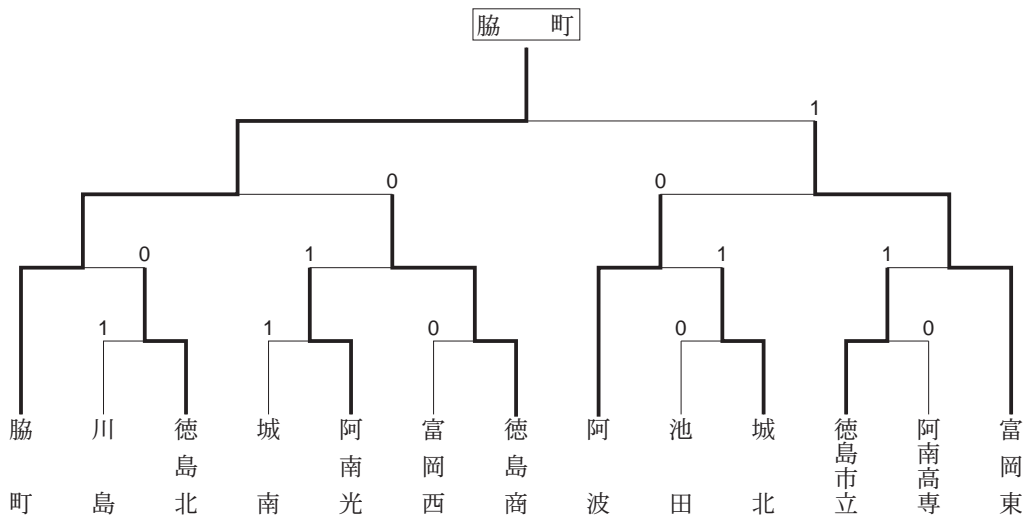 脇町
1
0 0
0 1 1 1
1 1 0 0 0
脇町
川島
徳島北
城南
阿南光
富岡西
徳島商
阿波
池田
城北
徳島市立
阿南高専
富岡東